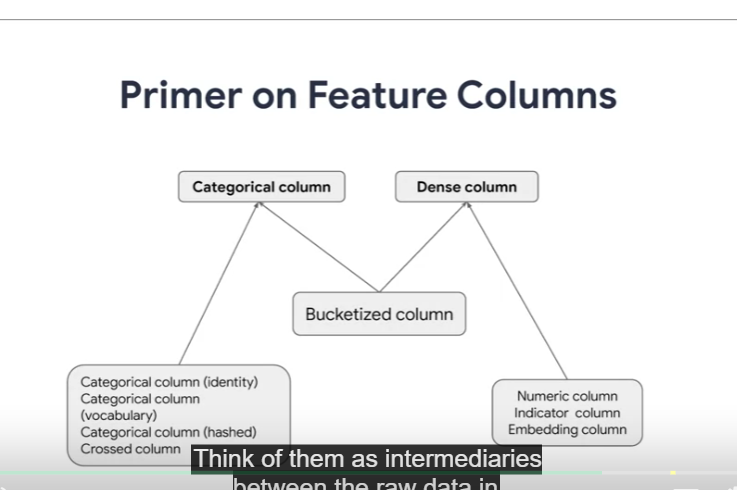 Primer on Feature Columns
Categorical column
Dense column
Bucketized column
Categorical column (identity)
Categorical column
(vocabulary)
Categorical column (hashed)
Crossed column
Numeric column
Indicator column
Embedding column
Think of them as intermediaries
between the raw data in